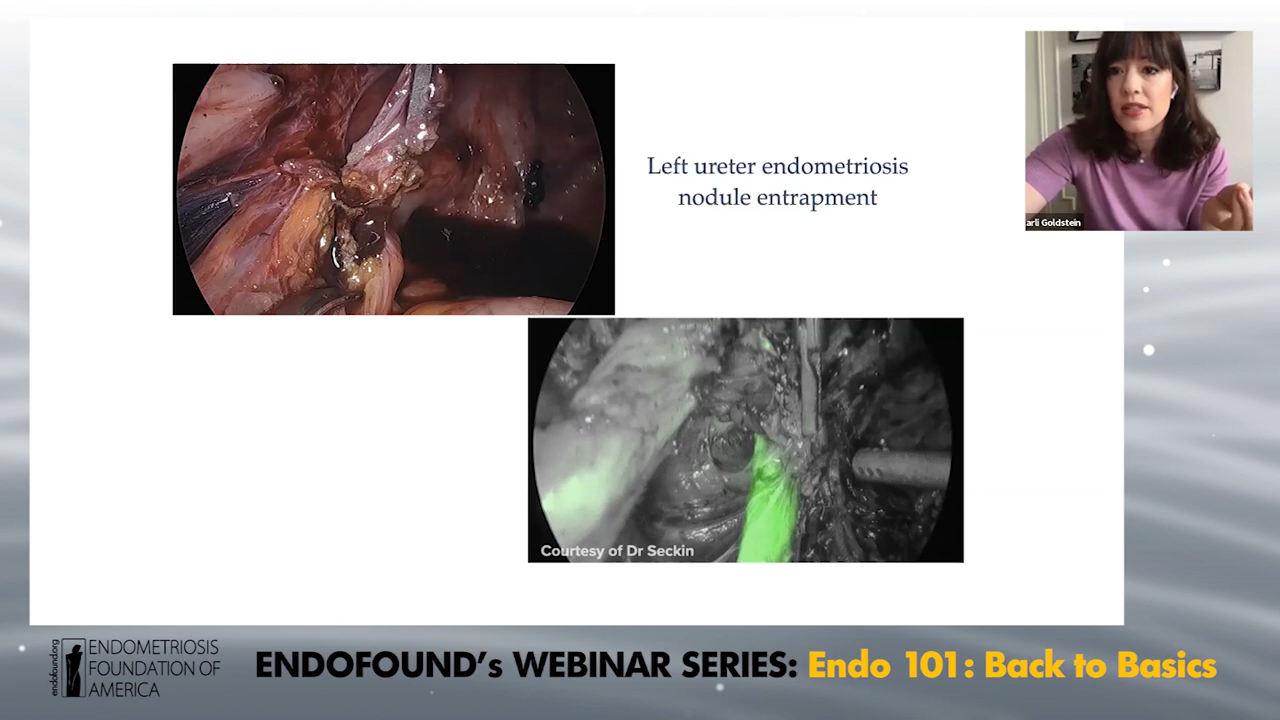 Left ureter endometriosis
nodule entrapment
arli Goldstein
Courtesy of Dr Seckin
endofound.org
ENDOMETRIOSIS
FOUNDATION OF
AMERICA
ENDOFOUND's WEBINAR SERIES: Endo 101: Back to Basics